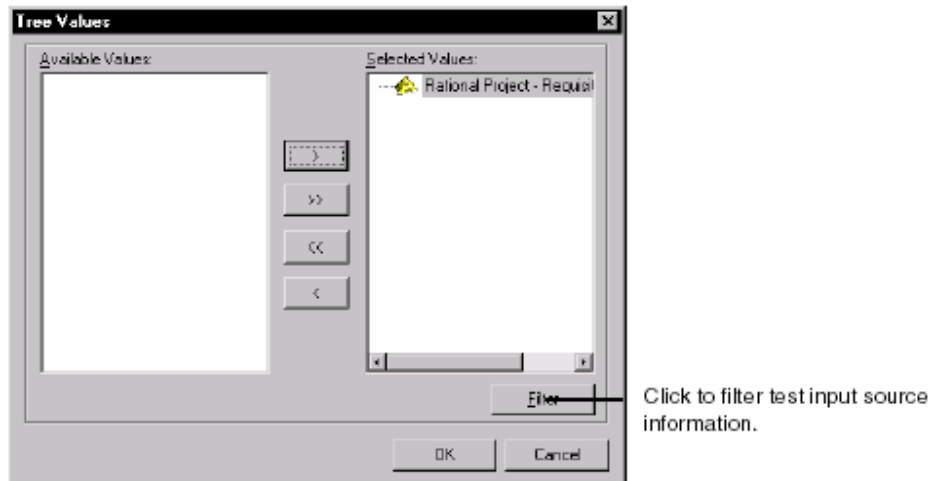 Tree Values
Available Values:
Selected Values:
Rational Project - Requisi
>
>>
<<
<
Filter
Click to filter test input source
information.
OK
Cancel